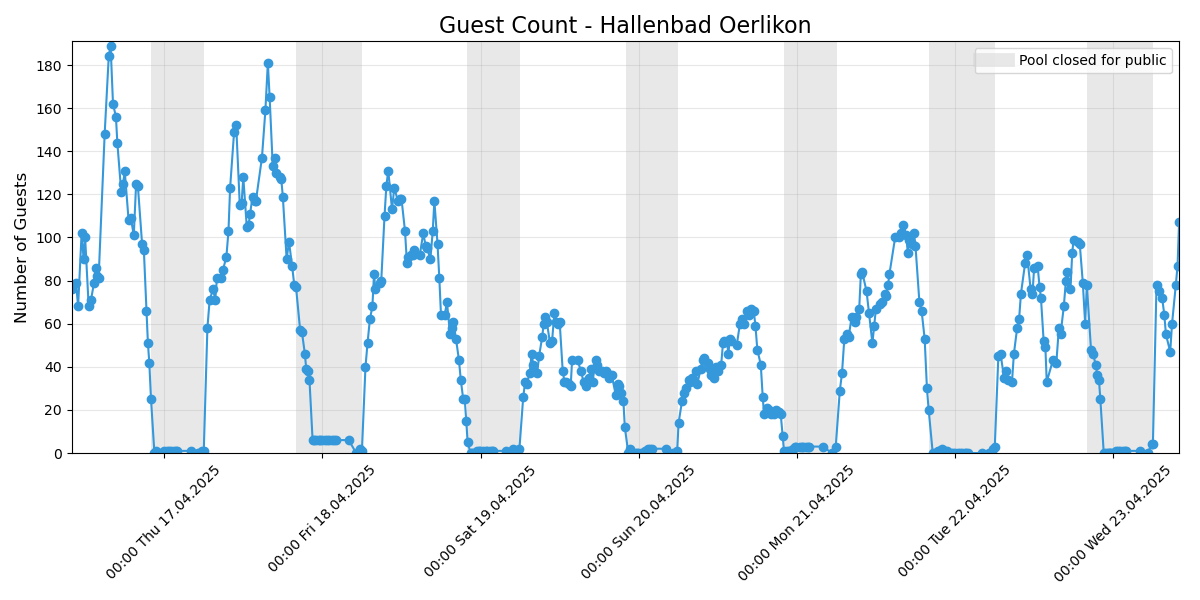 Guest Count - Hallenbad Oerlikon
Pool closed for public
Number of Guests
180
160
140
120
100
80
60
40
20
0
00:00 Thu 17.04.2025
00:00 Fri 18.04.2025
00:00 Sat 19.04.2025
00:00 Sun 20.04.2025
00:00 Mon 21.04.2025
00:00 Tue 22.04.2025
00:00 Wed 23.04.2025